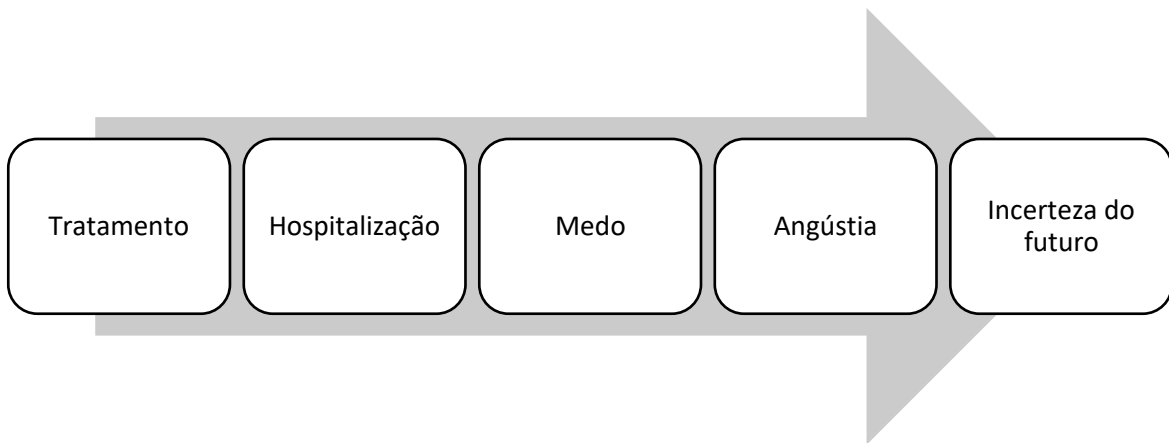 Tratamento
Hospitalização
Medo
Angústia
Incerteza do
futuro